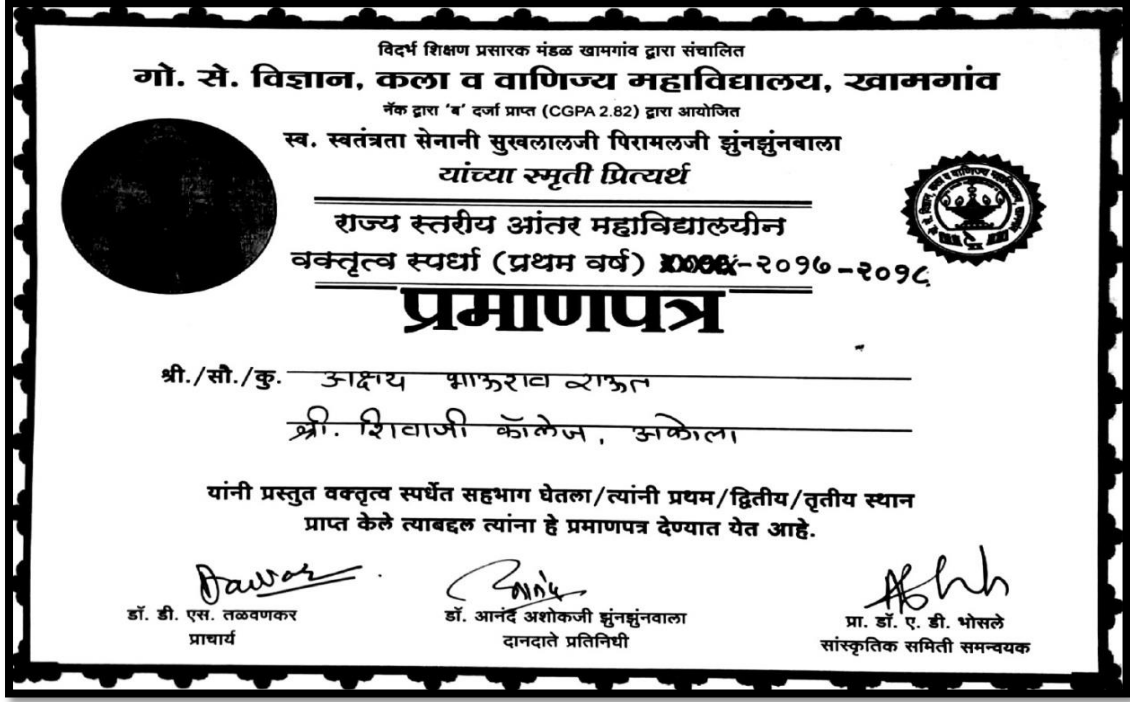 विदर्भ शिक्षण प्रसारक मंडळ खामगांव द्वारा संचालित
गो. से. विज्ञान, कला व वाणिज्य महाविद्यालय, खामगांव
नॅक द्वारा 'ब' दर्जा प्राप्त (CGPA 2.82) द्वारा आयोजित
स्व. स्वतंत्रता सेनानी सुखलालजी पिरामलजी झुंनझुंनवाला
यांच्या स्मृती प्रित्यर्थ
राज्य स्तरीय आंतर महाविद्यालयीन
वक्तृत्व स्पर्धा (प्रथम वर्ष) -२०१७-२०१८
प्रमाणपत्र
श्री./सौ./कु. अक्षय भाऊराव राऊत
श्री. शिवाजी कॉलेज, अकोला
यांनी प्रस्तुत वक्तृत्व स्पर्धेत सहभाग घेतला/त्यांनी प्रथम/द्वितीय/तृतीय स्थान
प्राप्त केले त्याबद्दल त्यांना हे प्रमाणपत्र देण्यात येत आहे.
डॉ. डी. एस. तळवणकर
प्राचार्य
डॉ. आनंद अशोकजी झुंनझुंनवाला
दानदाते प्रतिनिधी
प्रा. डॉ. ए. डी. भोसले
सांस्कृतिक समिती समन्वयक